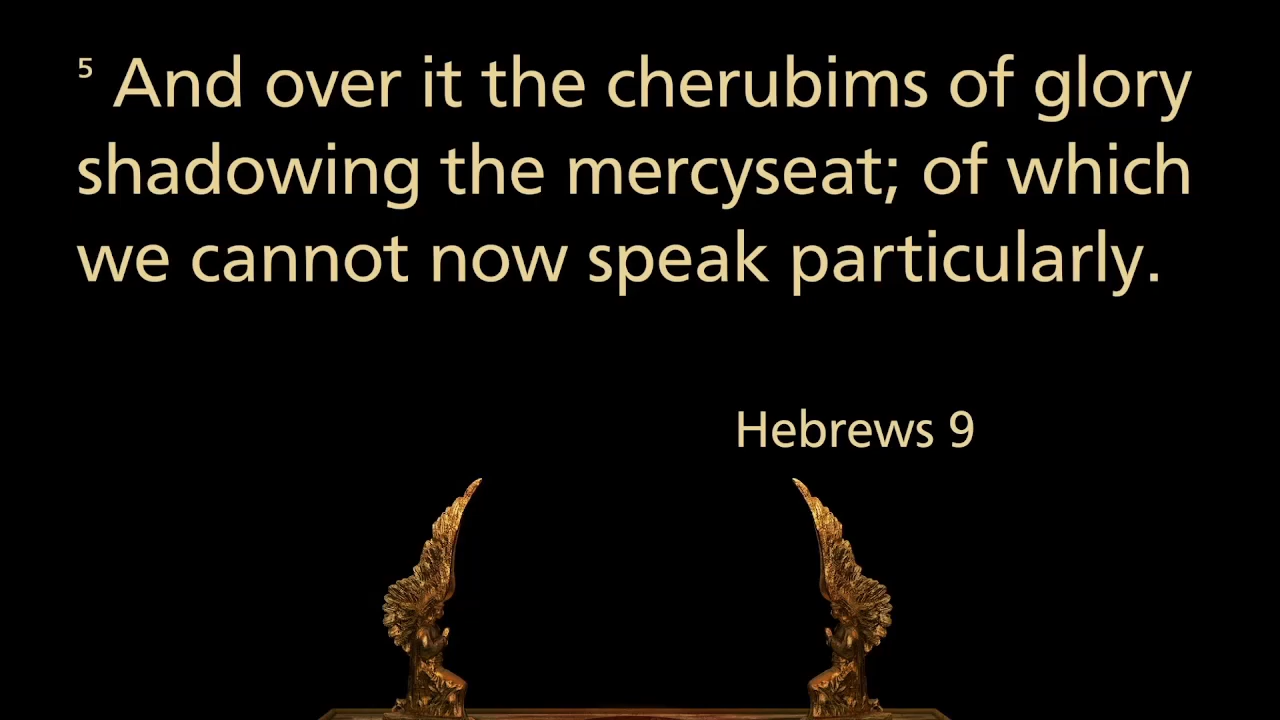 5 And over it the cherubims of glory
shadowing the mercyseat; of which
we cannot now speak particularly.
Hebrews 9